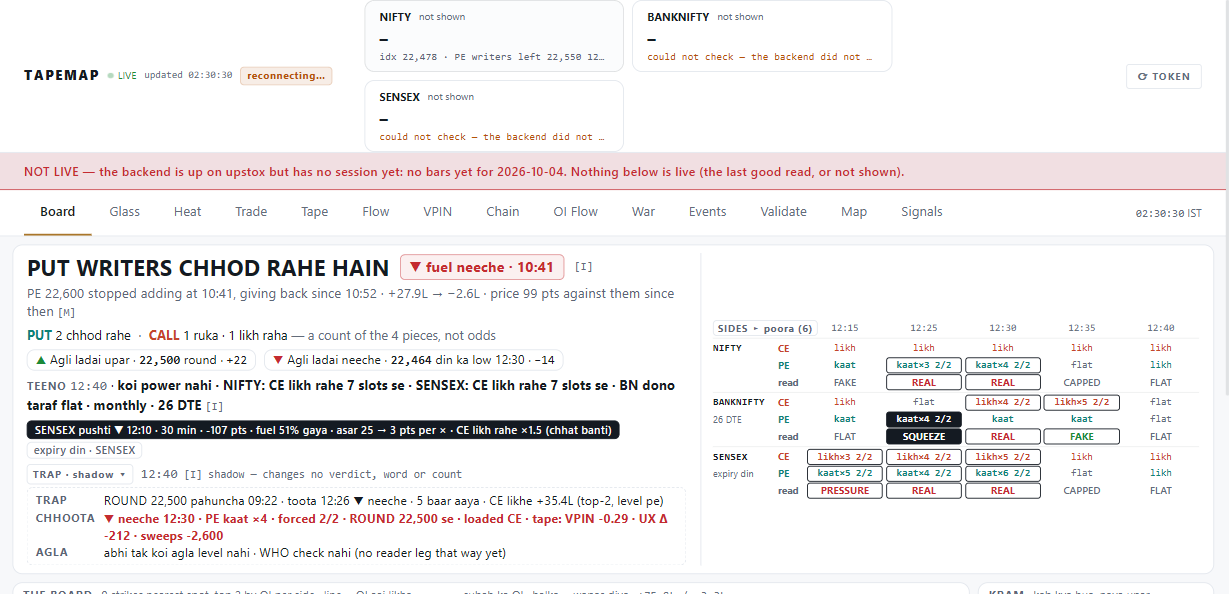 NIFTY not shown
–
idx 22,478 · PE writers left 22,550 12…
BANKNIFTY not shown
–
could not check – the backend did not …
TAPEMAP LIVE updated 02:30:30 reconnecting...
TOKEN
SENSEX not shown
–
could not check – the backend did not …
NOT LIVE — the backend is up on upstox but has no session yet: no bars yet for 2026-10-04. Nothing below is live (the last good read, or not shown).
Board Glass Heat Trade Tape Flow VPIN Chain OI Flow War Events Validate Map Signals 02:30:30 IST
PUT WRITERS CHHOD RAHE HAIN ▼ fuel neeche · 10:41 [I]
PE 22,600 stopped adding at 10:41, giving back since 10:52 · +27.9L → −2.6L · price 99 pts against them since
then [M]
PUT 2 chhod rahe · CALL 1 ruka · 1 likh raha — a count of the 4 pieces, not odds
▲ Agli ladai upar · 22,500 round · +22 ▼ Agli ladai neeche · 22,464 din ka low 12:30 · −14
TEENO 12:40 · koi power nahi · NIFTY: CE likh rahe 7 slots se · SENSEX: CE likh rahe 7 slots se · BN dono
taraf flat · monthly · 26 DTE [I]
SENSEX pushti ▼ 12:10 · 30 min · -107 pts · fuel 51% gaya · asar 25 → 3 pts per × · CE likh rahe ×1.5 (chhat banti)
expiry din · SENSEX
TRAP · shadow ▾ 12:40 [I] shadow — changes no verdict, word or count
TRAP ROUND 22,500 pahuncha 09:22 · toota 12:26 ▼ neeche · 5 baar aaya · CE likhe +35.4L (top-2, level pe)
CHHOOTA ▼ neeche 12:30 · PE kaat ×4 · forced 2/2 · ROUND 22,500 se · loaded CE · tape: VPIN -0.29 · UX Δ
-212 · sweeps -2,600
AGLA abhi tak koi agla level nahi · WHO check nahi (no reader leg that way yet)
SIDES ▸ poora (6) 12:15 12:25 12:30 12:35 12:40
NIFTY CE likh likh likh likh likh
PE kaat kaat×3 2/2 kaat×4 2/2 flat likh
read FAKE REAL REAL CAPPED FLAT
BANKNIFTY CE likh flat likh×4 2/2 likh×5 2/2 flat
26 DTE PE kaat kaat×4 2/2 kaat kaat flat
read FLAT SQUEEZE REAL FAKE FLAT
SENSEX CE likh×3 2/2 likh×4 2/2 likh×5 2/2 likh likh
expiry din PE kaat×5 2/2 kaat×4 2/2 kaat×6 2/2 flat likh
read PRESSURE REAL REAL CAPPED FLAT